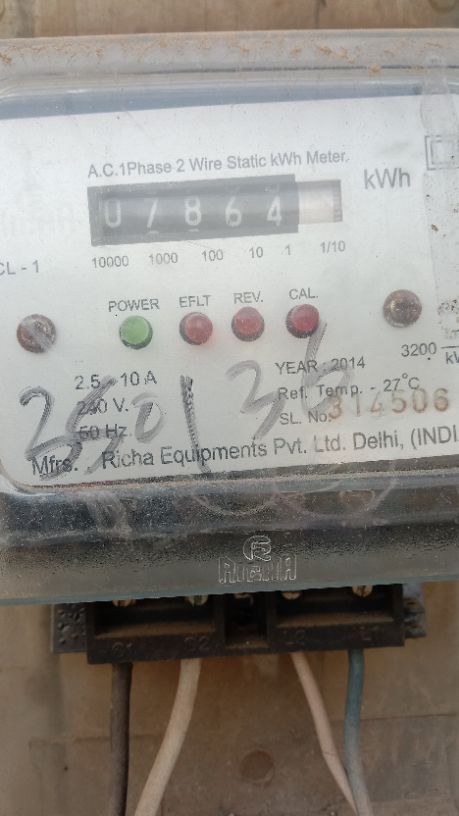 A.C.1Phase 2 Wire Static kWh Meter.
kWh
07864
CL - 1
10000 1000 100 10 1 1/10
POWER EFLT REV. CAL.
3200
2.5 - 10 A
YEAR : 2014
240 V.
Ref. Temp. - 27°C
50 Hz.
SL. No. 314506
Mfrs. Richa Equipments Pvt. Ltd. Delhi, (INDI
RICHA